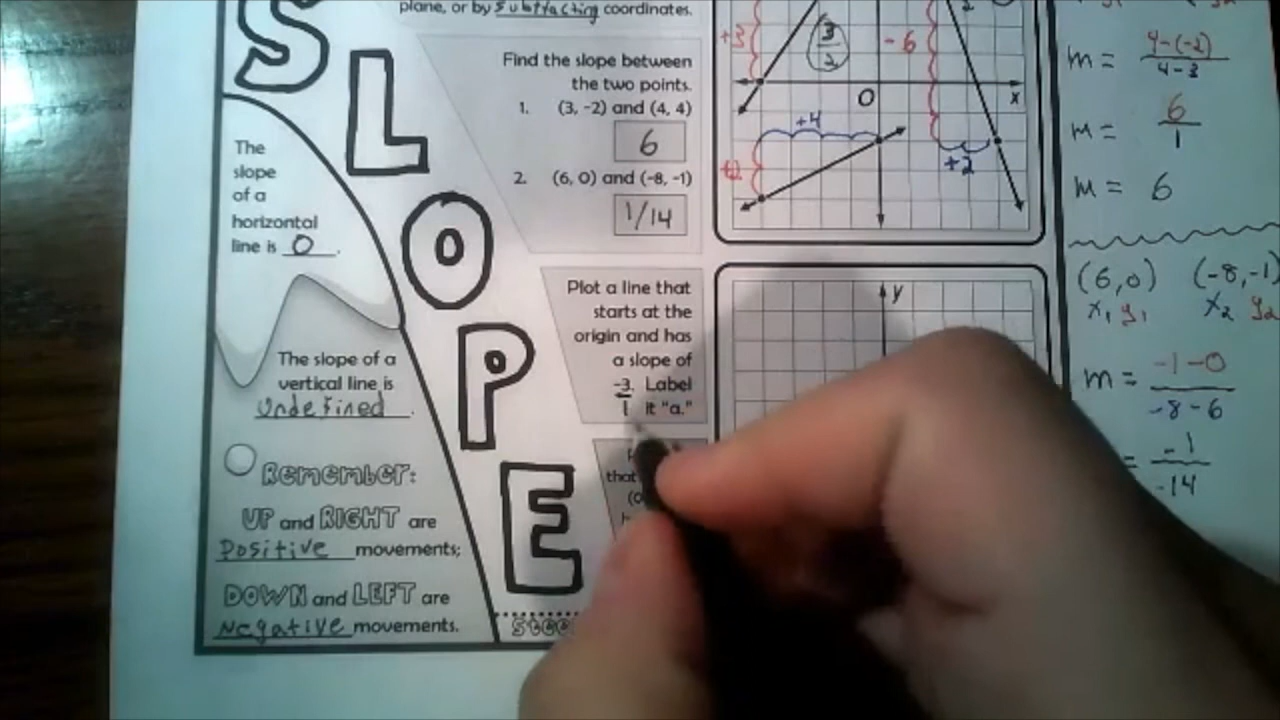 plane, or by Subtracting coordinates.
S
L
O
P
E
Find the slope between
the two points.
1. (3, -2) and (4, 4)
6
2. (6, 0) and (-8, -1)
1/14
The
slope
of a
horizontal
line is 0.
The slope of a
vertical line is
Undefined.
Plot a line that
starts at the
origin and has
a slope of
-3. Label
1 it "a."
that
Remember:
UP and RIGHT are
Positive movements;
DOWN and LEFT are
Negative movements.
+3
3
2
-6
2
O
x
+4
+2
+2
y
m = 4-(-2)
4-3
m = 6
1
m = 6
(6,0) (-8,-1)
x1 y1 x2 y2
m = -1-0
-8-6
= -1
-14